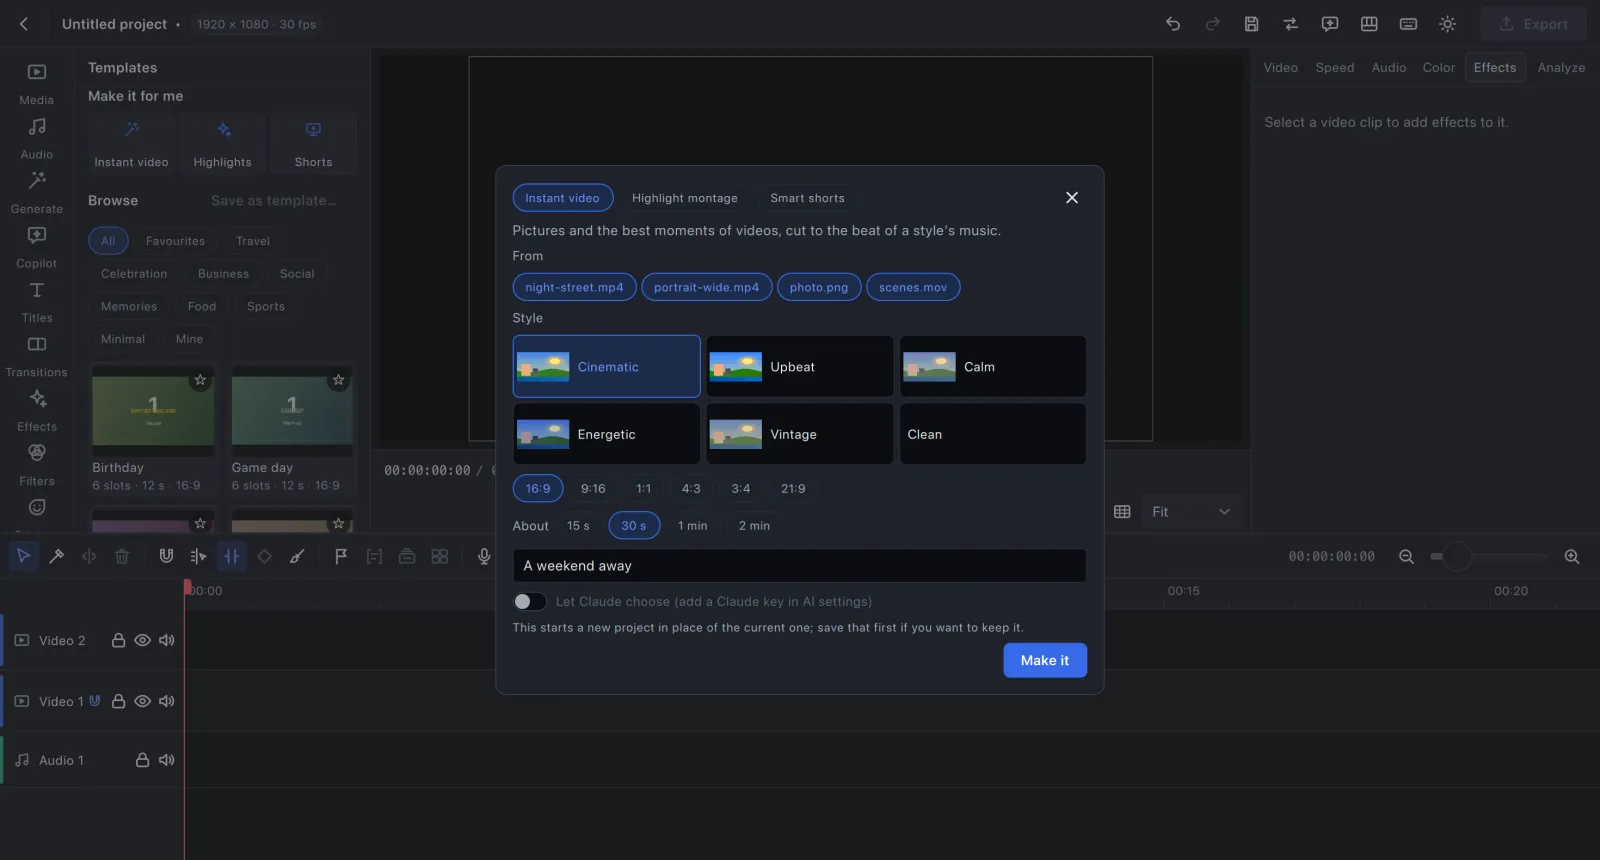 Untitled project • 1920 × 1080 · 30 fps
Export
Media
Audio
Generate
Copilot
Titles
Transitions
Effects
Filters
Templates
Make it for me
Instant video Highlights Shorts
Browse Save as template…
All Favourites Travel
Celebration Business Social
Memories Food Sports
Minimal Mine
1 1
Birthday Game day
6 slots · 12 s · 16:9 6 slots · 12 s · 16:9
Video Speed Audio Color Effects Analyze
Select a video clip to add effects to it.
Instant video Highlight montage Smart shorts
Pictures and the best moments of videos, cut to the beat of a style's music.
From
night-street.mp4 portrait-wide.mp4 photo.png scenes.mov
Style
Cinematic Upbeat Calm
Energetic Vintage Clean
16:9 9:16 1:1 4:3 3:4 21:9
About 15 s 30 s 1 min 2 min
A weekend away
Let Claude choose (add a Claude key in AI settings)
This starts a new project in place of the current one; save that first if you want to keep it.
Make it
00:00:00:00 /
Fit
00:00:00:00
00:00 00:15 00:20
Video 2
Video 1
Audio 1